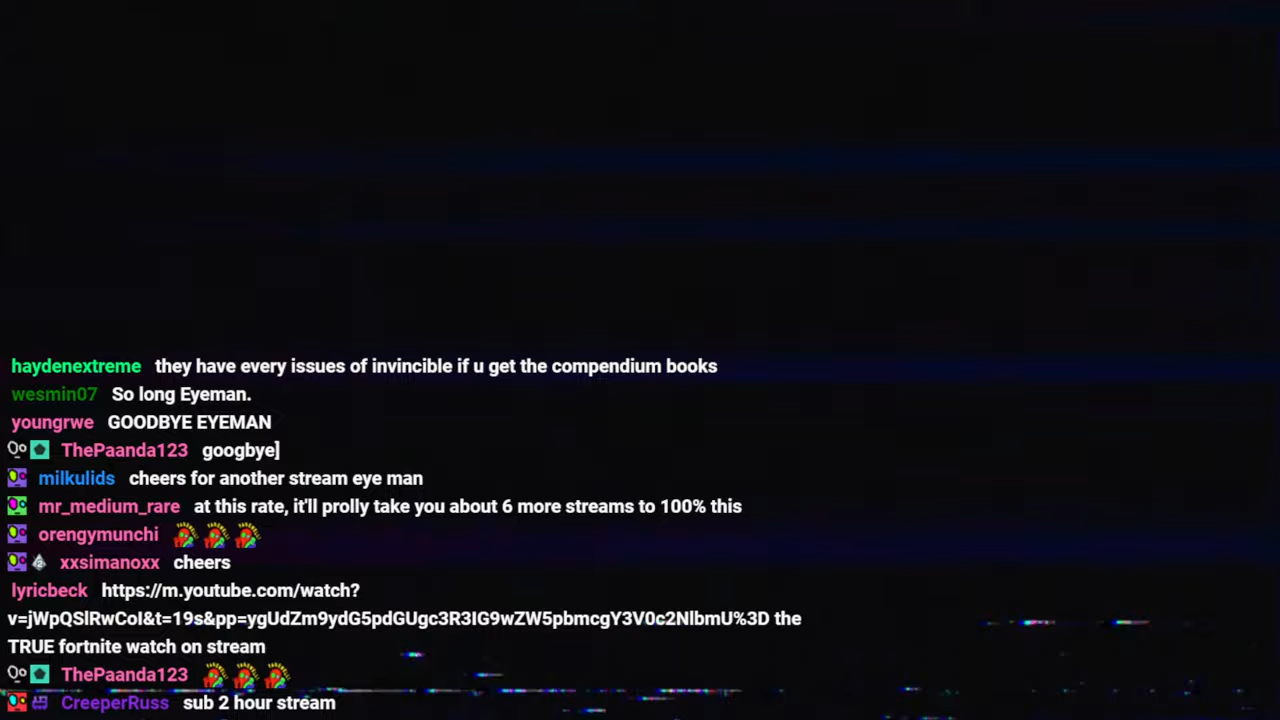 haydenextreme they have every issues of invincible if u get the compendium books
wesmin07 So long Eyeman.
youngrwe GOODBYE EYEMAN
ThePaanda123 googbye]
milkulids cheers for another stream eye man
mr_medium_rare at this rate, it'll prolly take you about 6 more streams to 100% this
orengymunchi
xxsimanoxx cheers
lyricbeck https://m.youtube.com/watch?
v=jWpQSlRwCoI&t=19s&pp=ygUdZm9ydG5pdGUgc3R3IG9wZW5pbmcgY3V0c2NlbmU%3D the
TRUE fortnite watch on stream
ThePaanda123
CreeperRuss sub 2 hour stream